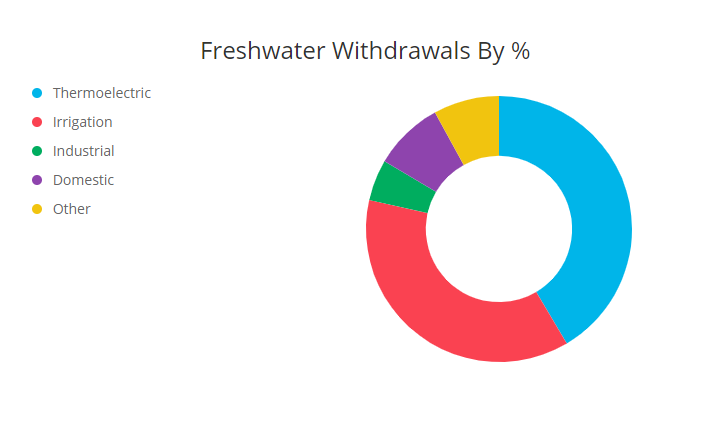 Freshwater Withdrawals By %
Thermoelectric
Irrigation
Industrial
Domestic
Other